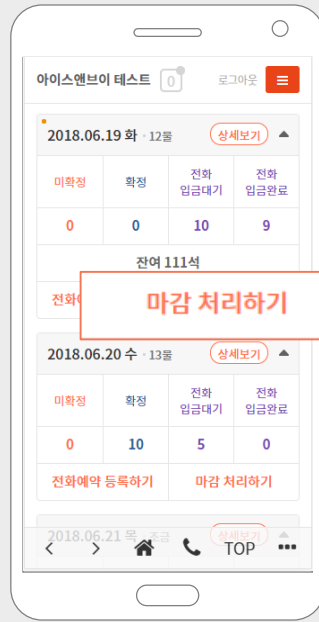 아이스앤브이 테스트 0 로그아웃
2018.06.19 화 · 12물 상세보기
미확정 확정 전화 입금대기 전화 입금완료
0 0 10 9
잔여 111석
전화예
마감 처리하기
2018.06.20 수 · 13물 상세보기
미확정 확정 전화 입금대기 전화 입금완료
0 10 5 0
전화예약 등록하기 마감 처리하기
2018.06.21 목 조금 상세보기
TOP